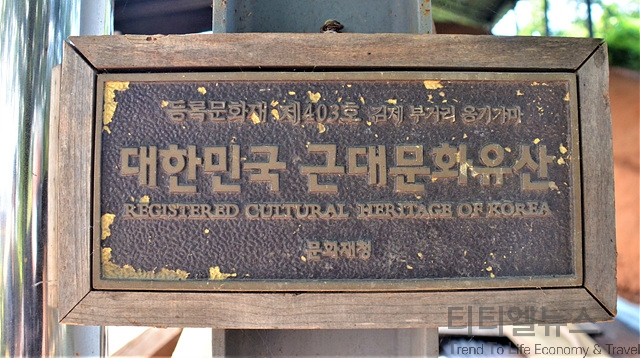 등록문화재 제403호 김제 부거리 옹기가마
대한민국 근대문화유산
REGISTERED CULTURAL HERITAGE OF KOREA
문화재청
티티엘뉴스
Trend To Life Economy & Travel